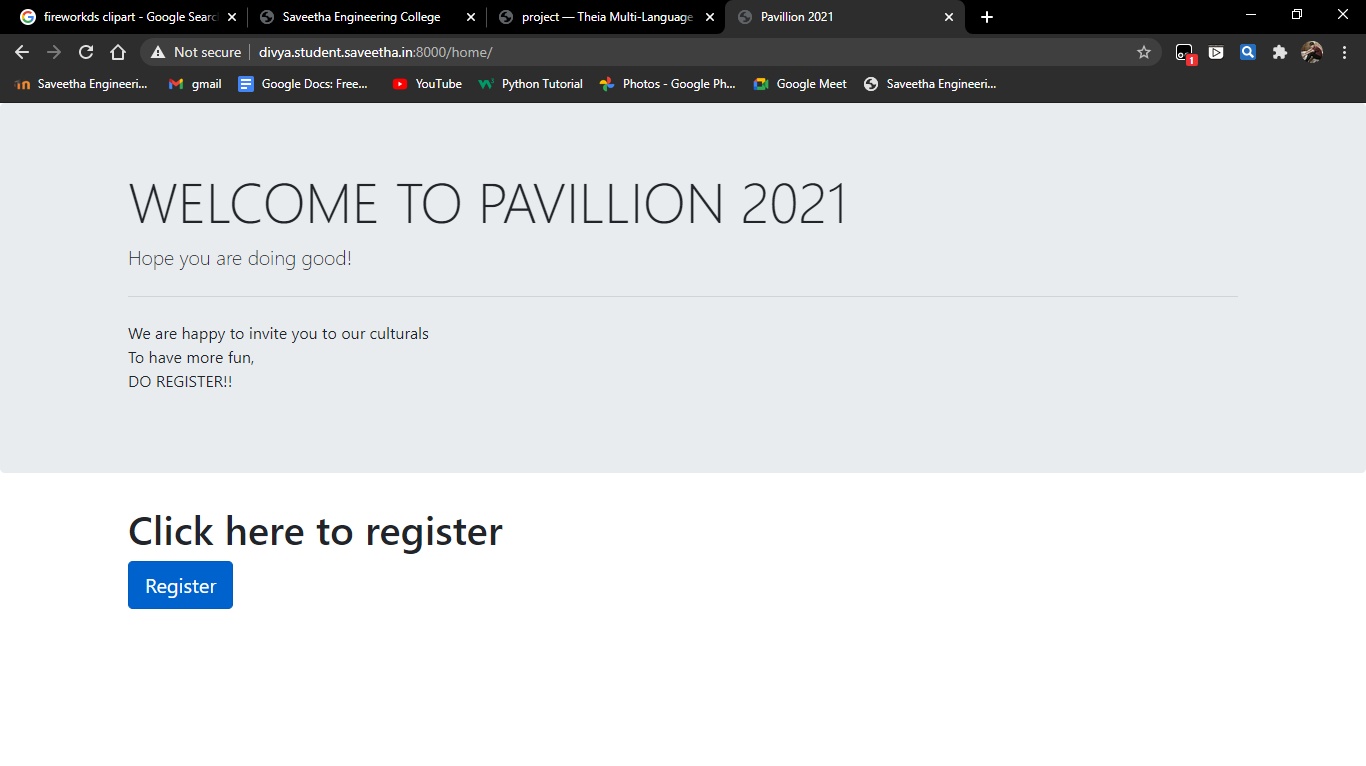 fireworkds clipart - Google Searc
Saveetha Engineering College
project — Theia Multi-Language
Pavillion 2021
Not secure
divya.student.saveetha.in:8000/home/
1
Saveetha Engineeri...
gmail
Google Docs: Free...
YouTube
Python Tutorial
Photos - Google Ph...
Google Meet
Saveetha Engineeri...
WELCOME TO PAVILLION 2021
Hope you are doing good!
We are happy to invite you to our culturals
To have more fun,
DO REGISTER!!
Click here to register
Register